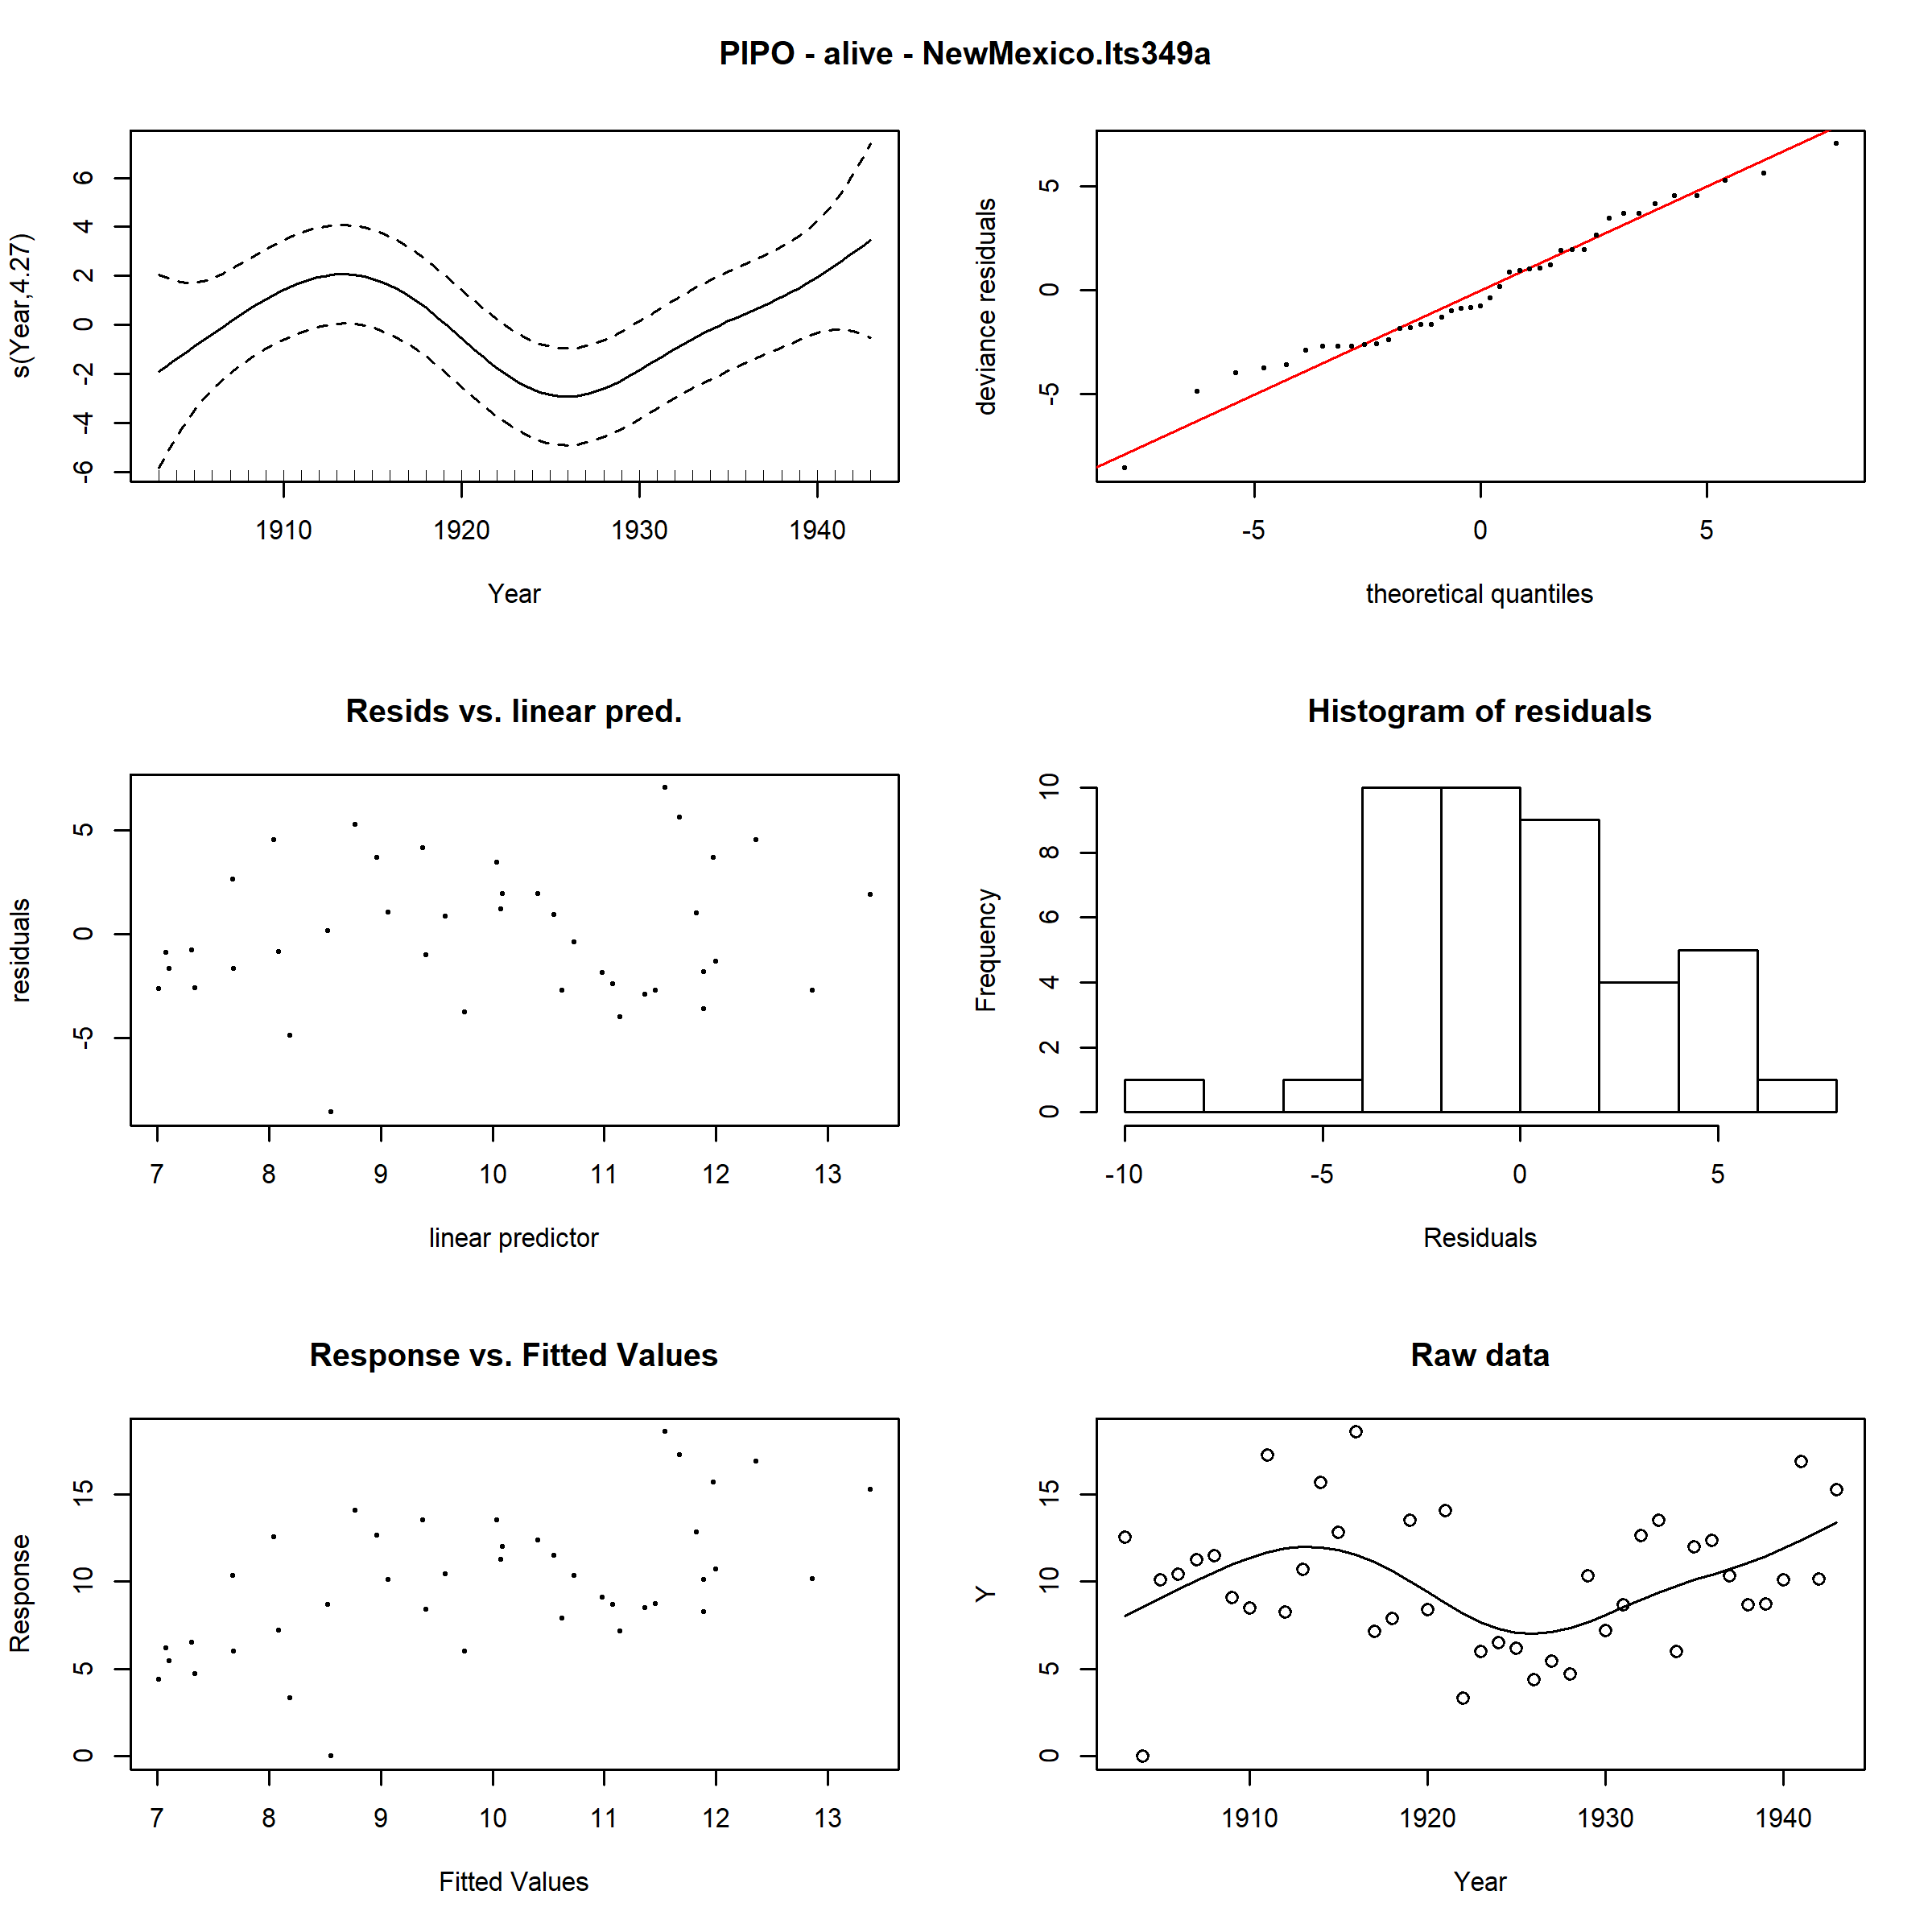 PIPO - alive - NewMexico.lts349a
s(Year,4.27)
6
4
2
0
-2
-4
-6
1910 1920 1930 1940
Year
deviance residuals
5
0
-5
-5 0 5
theoretical quantiles
Resids vs. linear pred.
residuals
5
0
-5
7 8 9 10 11 12 13
linear predictor
Histogram of residuals
Frequency
10
8
6
4
2
0
-10 -5 0 5
Residuals
Response vs. Fitted Values
Response
15
10
5
0
7 8 9 10 11 12 13
Fitted Values
Raw data
Y
15
10
5
0
1910 1920 1930 1940
Year